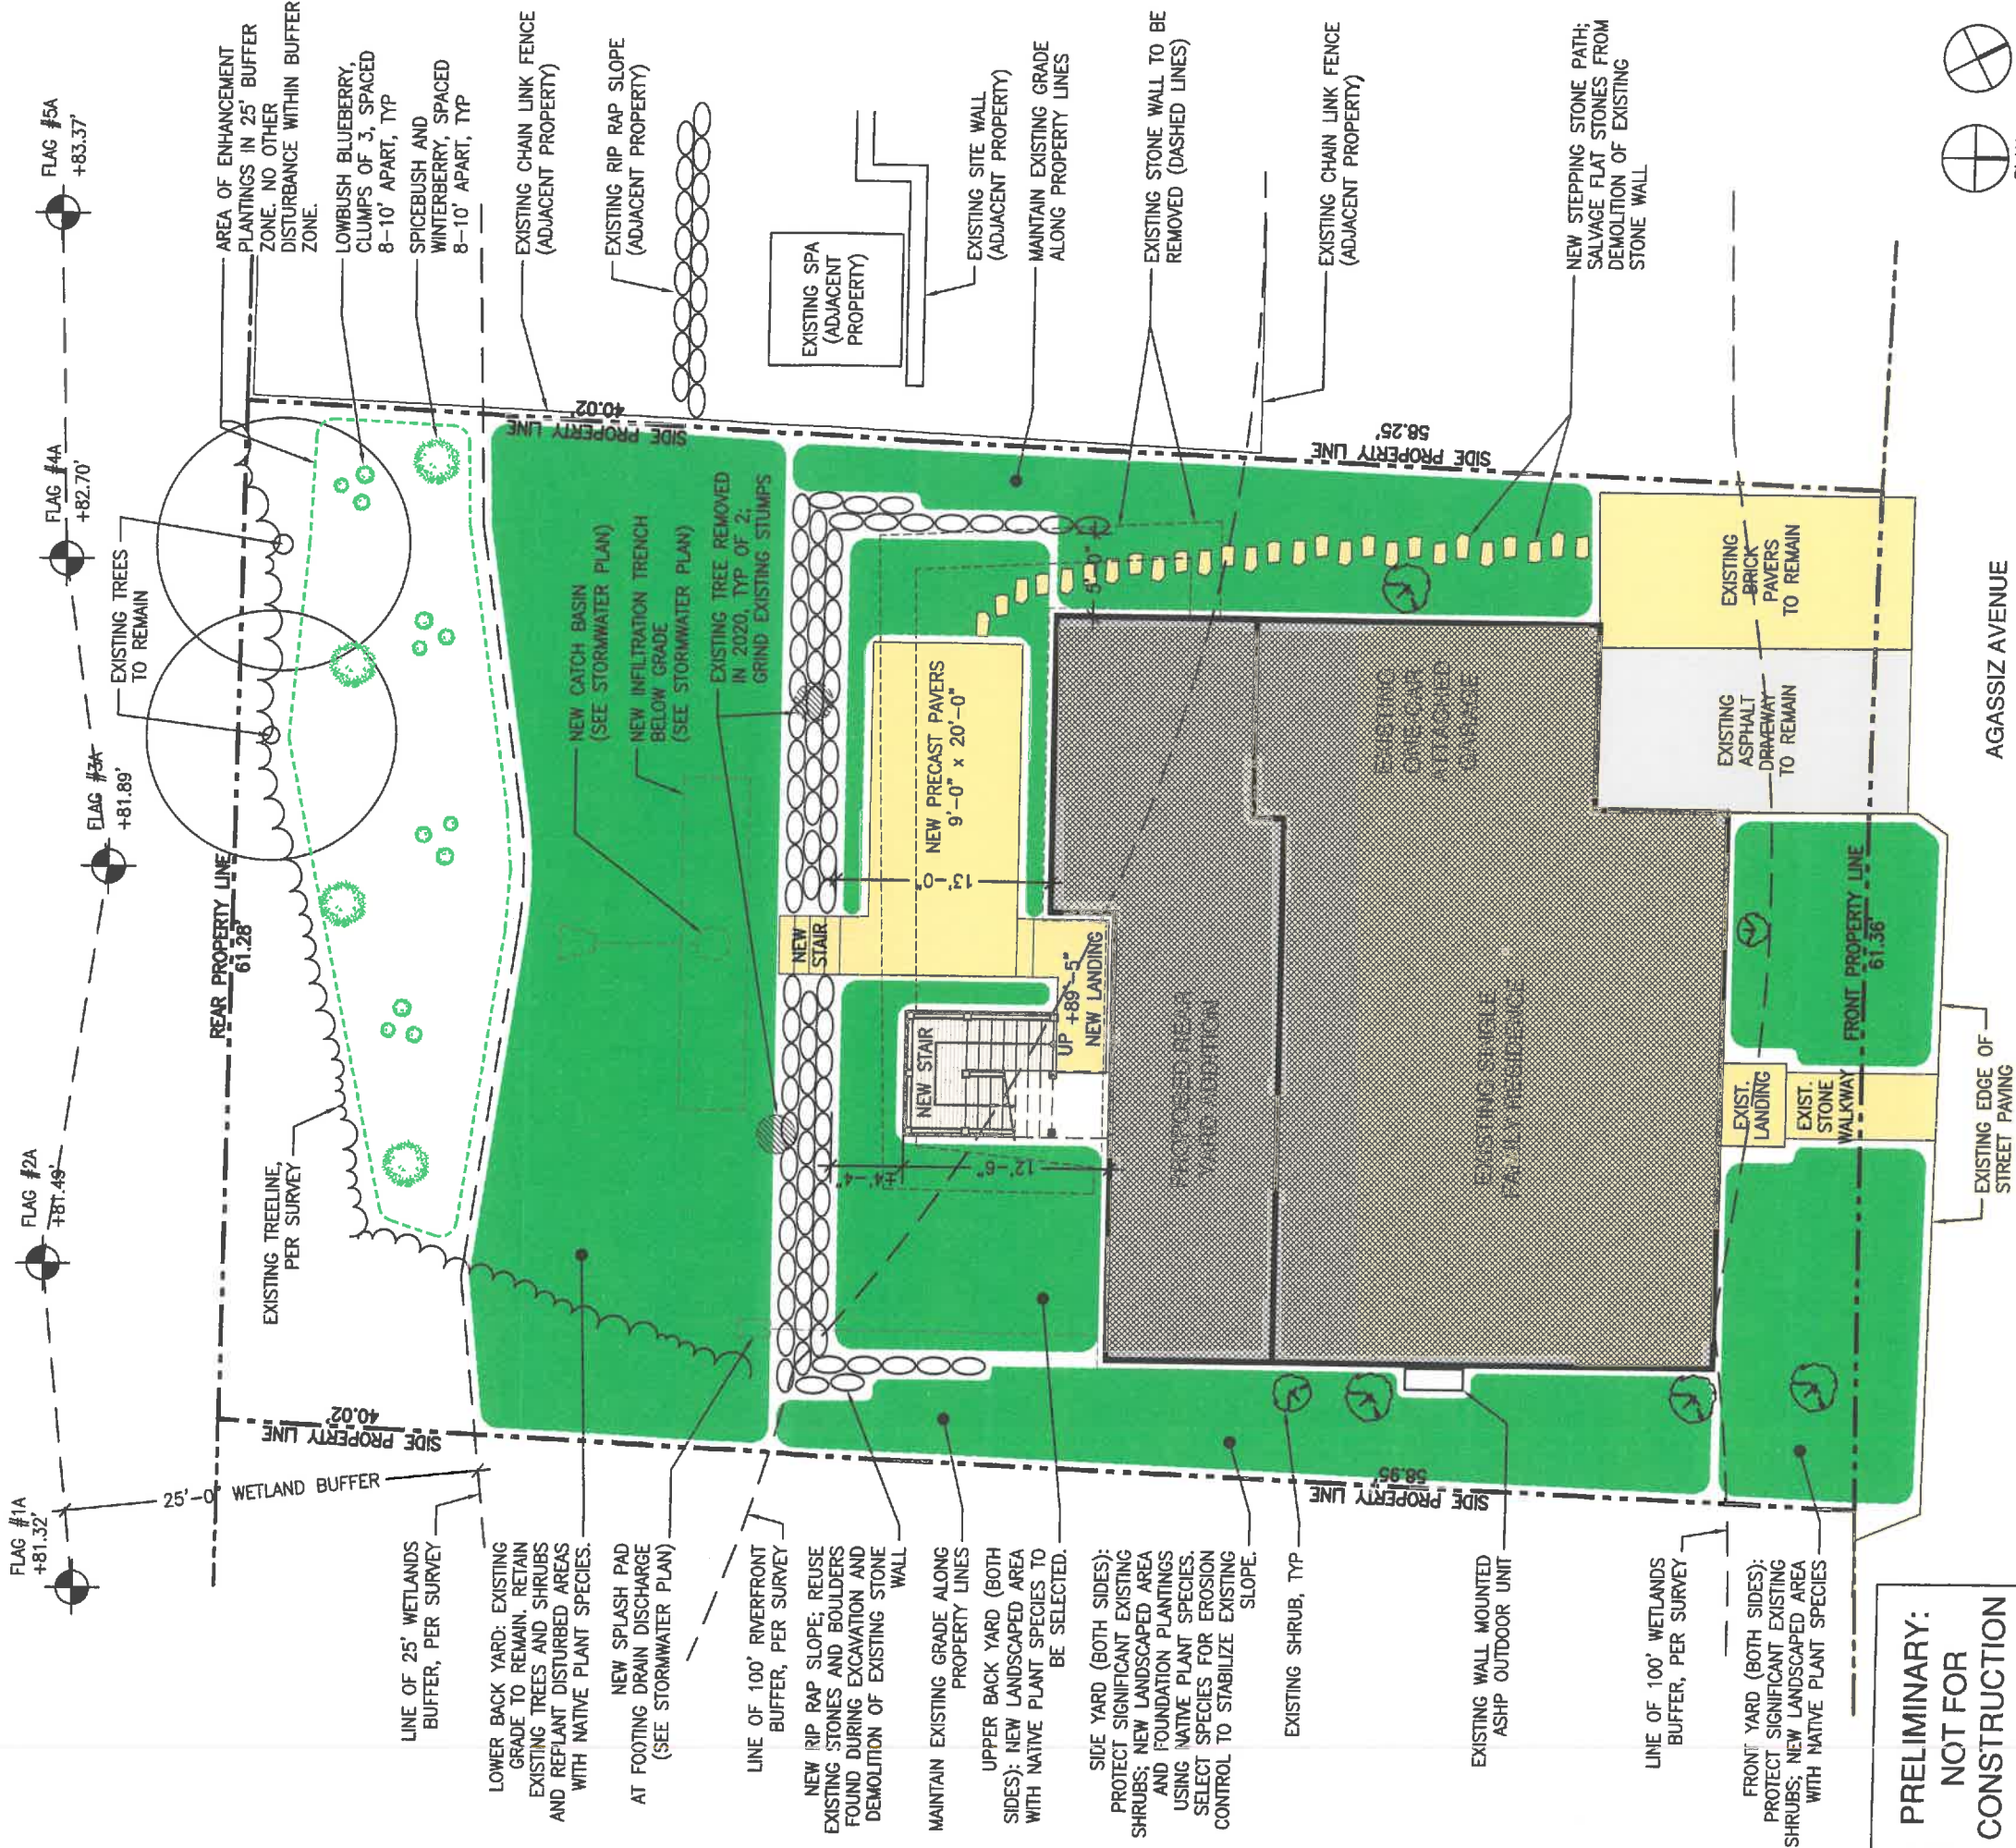 FLAG #1A
+81.32'
FLAG #2A
+81.49'
FLAG #3A
+81.89'
FLAG #4A
+82.70'
FLAG #5A
+83.37'
EXISTING TREELINE,
PER SURVEY
REAR PROPERTY LINE
61.28'
EXISTING TREES
TO REMAIN
AREA OF ENHANCEMENT
PLANTINGS IN 25' BUFFER
ZONE. NO OTHER
DISTURBANCE WITHIN BUFFER
ZONE.
LOWBUSH BLUEBERRY,
CLUMPS OF 3, SPACED
8-10' APART, TYP
SPICEBUSH AND
WINTERBERRY, SPACED
8-10' APART, TYP
EXISTING CHAIN LINK FENCE
(ADJACENT PROPERTY)
EXISTING RIP RAP SLOPE
(ADJACENT PROPERTY)
EXISTING SPA
(ADJACENT
PROPERTY)
EXISTING SITE WALL
(ADJACENT PROPERTY)
MAINTAIN EXISTING GRADE
ALONG PROPERTY LINES
EXISTING STONE WALL TO BE
REMOVED (DASHED LINES)
EXISTING CHAIN LINK FENCE
(ADJACENT PROPERTY)
NEW STEPPING STONE PATH;
SALVAGE FLAT STONES FROM
DEMOLITION OF EXISTING
STONE WALL
SIDE PROPERTY LINE
40.02'
SIDE PROPERTY LINE
58.25'
NEW CATCH BASIN
(SEE STORMWATER PLAN)
NEW INFILTRATION TRENCH
BELOW GRADE
(SEE STORMWATER PLAN)
EXISTING TREE REMOVED
IN 2020, TYP OF 2;
GRIND EXISTING STUMPS
NEW STAIR
NEW
STAIR
NEW PRECAST PAVERS
9'-0" x 20'-0"
13'-0"
UP
+89'-5"
NEW LANDING
±4'-4"
12'-6"
5'-0"
PROPOSED REAR
YARD ADDITION
EXISTING SINGLE
FAMILY RESIDENCE
EXISTING
ONE-CAR
ATTACHED
GARAGE
EXISTING
ASPHALT
DRIVEWAY
TO REMAIN
EXISTING
BRICK
PAVERS
TO REMAIN
EXIST.
LANDING
EXIST.
STONE
WALKWAY
FRONT PROPERTY LINE
61.36'
EXISTING EDGE OF
STREET PAVING
AGASSIZ AVENUE
SIDE PROPERTY LINE
40.02'
SIDE PROPERTY LINE
58.95'
25'-0" WETLAND BUFFER
LINE OF 25' WETLANDS
BUFFER, PER SURVEY
LOWER BACK YARD: EXISTING
GRADE TO REMAIN. RETAIN
EXISTING TREES AND SHRUBS
AND REPLANT DISTURBED AREAS
WITH NATIVE PLANT SPECIES.
NEW SPLASH PAD
AT FOOTING DRAIN DISCHARGE
(SEE STORMWATER PLAN)
LINE OF 100' RIVERFRONT
BUFFER, PER SURVEY
NEW RIP RAP SLOPE; REUSE
EXISTING STONES AND BOULDERS
FOUND DURING EXCAVATION AND
DEMOLITION OF EXISTING STONE
WALL
MAINTAIN EXISTING GRADE ALONG
PROPERTY LINES
UPPER BACK YARD (BOTH
SIDES): NEW LANDSCAPED AREA
WITH NATIVE PLANT SPECIES TO
BE SELECTED.
SIDE YARD (BOTH SIDES):
PROTECT SIGNIFICANT EXISTING
SHRUBS; NEW LANDSCAPED AREA
AND FOUNDATION PLANTINGS
USING NATIVE PLANT SPECIES.
SELECT SPECIES FOR EROSION
CONTROL TO STABILIZE EXISTING
SLOPE.
EXISTING SHRUB, TYP
EXISTING WALL MOUNTED
ASHP OUTDOOR UNIT
LINE OF 100' WETLANDS
BUFFER, PER SURVEY
FRONT YARD (BOTH SIDES):
PROTECT SIGNIFICANT EXISTING
SHRUBS; NEW LANDSCAPED AREA
WITH NATIVE PLANT SPECIES
PRELIMINARY:
NOT FOR
CONSTRUCTION